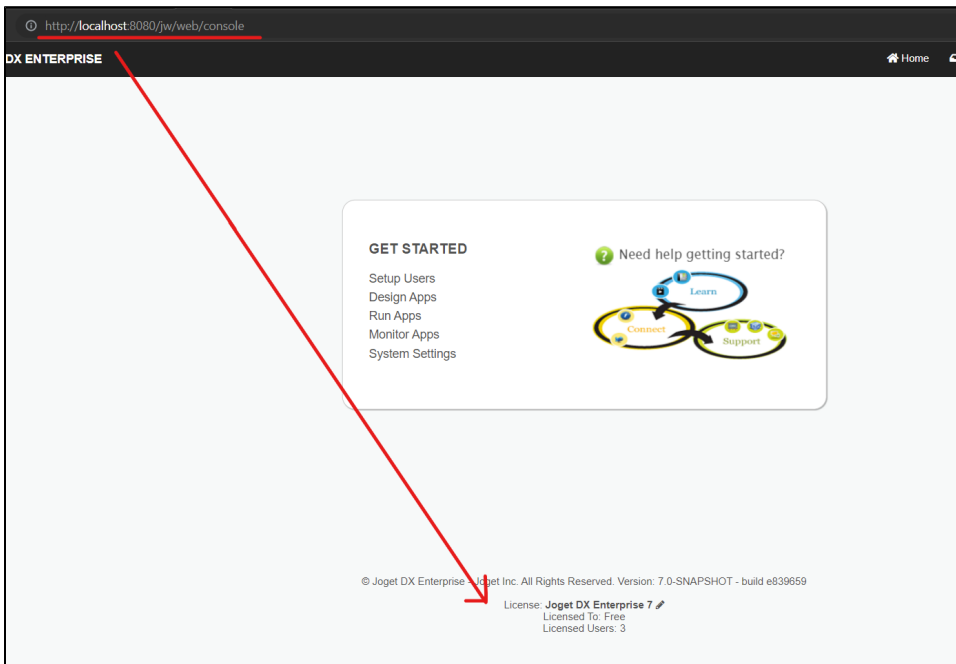 http://localhost:8080/jw/web/console
DX ENTERPRISE
Home
GET STARTED
Setup Users
Design Apps
Run Apps
Monitor Apps
System Settings
Need help getting started?
Learn
Connect
Support
© Joget DX Enterprise - Joget Inc. All Rights Reserved. Version: 7.0-SNAPSHOT - build e839659
License: Joget DX Enterprise 7
Licensed To: Free
Licensed Users: 3